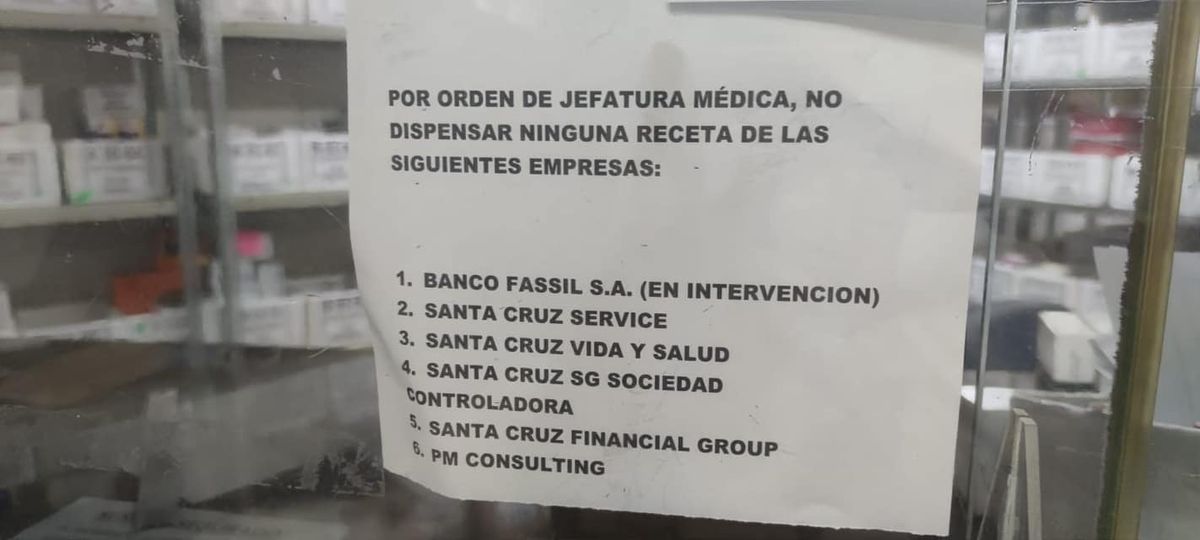 POR ORDEN DE JEFATURA MÉDICA, NO
DISPENSAR NINGUNA RECETA DE LAS
SIGUIENTES EMPRESAS:
1. BANCO FASSIL S.A. (EN INTERVENCION)
2. SANTA CRUZ SERVICE
3. SANTA CRUZ VIDA Y SALUD
4. SANTA CRUZ SG SOCIEDAD
CONTROLADORA
5. SANTA CRUZ FINANCIAL GROUP
6. PM CONSULTING